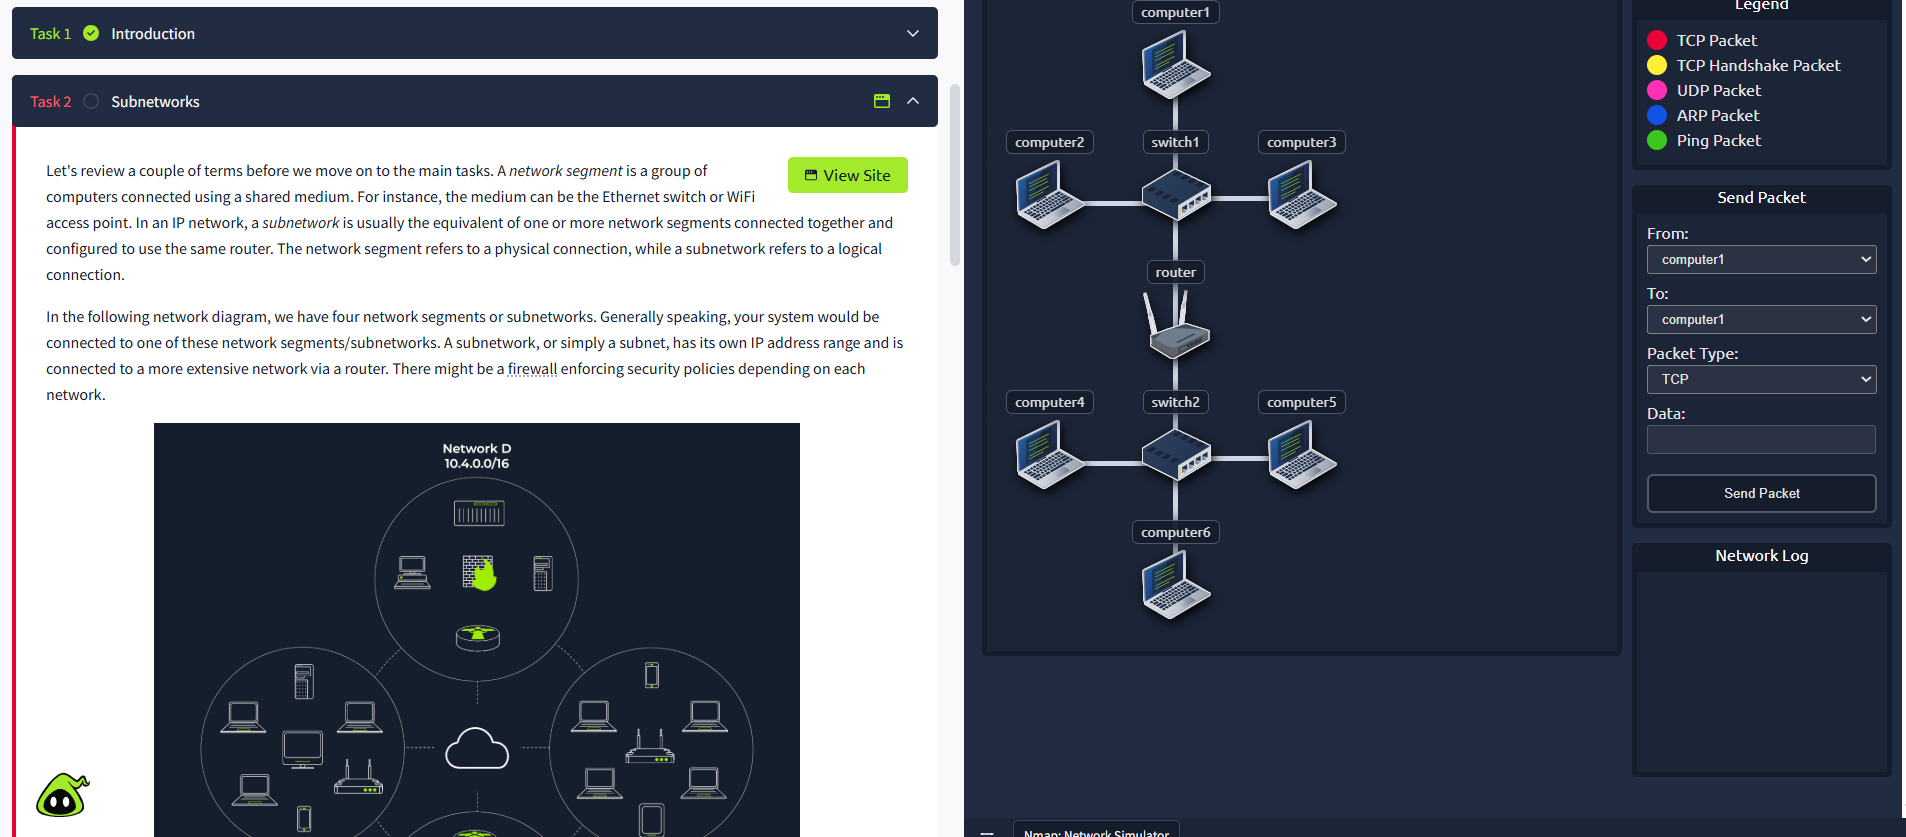 Task 1 Introduction
Task 2 Subnetworks
Let's review a couple of terms before we move on to the main tasks. A network segment is a group of
computers connected using a shared medium. For instance, the medium can be the Ethernet switch or WiFi
access point. In an IP network, a subnetwork is usually the equivalent of one or more network segments connected together and
configured to use the same router. The network segment refers to a physical connection, while a subnetwork refers to a logical
connection.
View Site
In the following network diagram, we have four network segments or subnetworks. Generally speaking, your system would be
connected to one of these network segments/subnetworks. A subnetwork, or simply a subnet, has its own IP address range and is
connected to a more extensive network via a router. There might be a firewall enforcing security policies depending on each
network.
Network D
10.4.0.0/16
computer1
computer2
switch1
computer3
router
computer4
switch2
computer5
computer6
Legend
TCP Packet
TCP Handshake Packet
UDP Packet
ARP Packet
Ping Packet
Send Packet
From:
computer1
To:
computer1
Packet Type:
TCP
Data:
Send Packet
Network Log
Nmap: Network Simulator